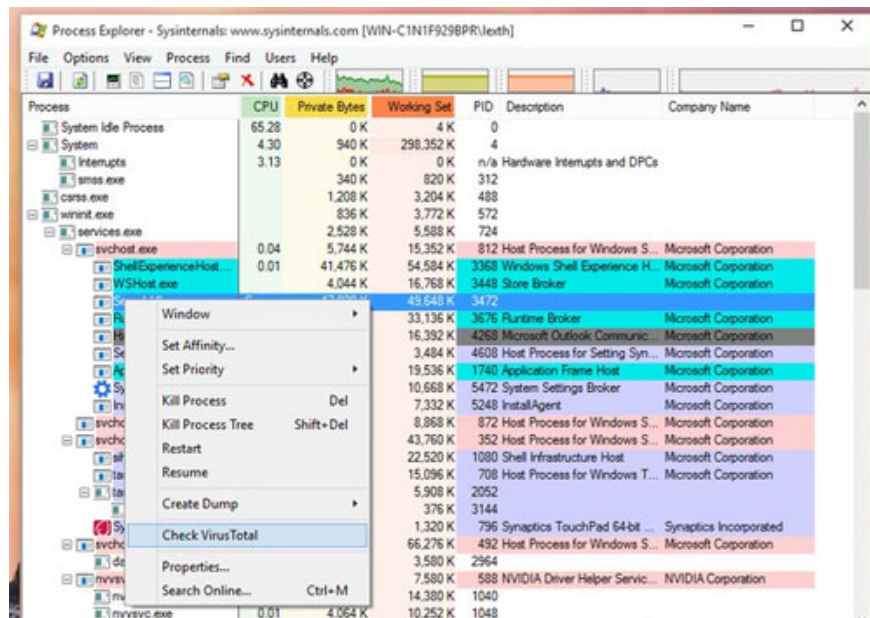 Process Explorer - Sysinternals: www.sysinternals.com [WIN-C1N1F929BPR\lexth]
File Options View Process Find Users Help
Process CPU Private Bytes Working Set PID Description Company Name
System Idle Process 65.28 0 K 4 K 0
System 4.30 940 K 298,352 K 4
Interrupts 3.13 0 K 0 K n/a Hardware Interrupts and DPCs
smss.exe 340 K 820 K 312
csrss.exe 1,208 K 3,204 K 488
wininit.exe 836 K 3,772 K 572
services.exe 2,528 K 5,588 K 724
svchost.exe 0.04 5,744 K 15,352 K 812 Host Process for Windows S... Microsoft Corporation
ShellExperienceHost.... 0.01 41,476 K 54,584 K 3368 Windows Shell Experience H... Microsoft Corporation
WSHost.exe 4,044 K 16,768 K 3448 Store Broker Microsoft Corporation
49,648 K 3472
Window 33,136 K 3676 Runtime Broker Microsoft Corporation
16,392 K 4268 Microsoft Outlook Communic... Microsoft Corporation
Set Affinity... 3,484 K 4608 Host Process for Setting Syn... Microsoft Corporation
Set Priority 19,536 K 1740 Application Frame Host Microsoft Corporation
10,668 K 5472 System Settings Broker Microsoft Corporation
Kill Process Del 7,332 K 5248 InstallAgent Microsoft Corporation
Kill Process Tree Shift+Del 8,868 K 872 Host Process for Windows S... Microsoft Corporation
Restart 43,760 K 352 Host Process for Windows S... Microsoft Corporation
Resume 22,520 K 1080 Shell Infrastructure Host Microsoft Corporation
15,096 K 708 Host Process for Windows T... Microsoft Corporation
Create Dump 5,908 K 2052
376 K 3144
Check VirusTotal 1,320 K 796 Synaptics TouchPad 64-bit ... Synaptics Incorporated
66,276 K 492 Host Process for Windows S... Microsoft Corporation
Properties... 3,580 K 2964
7,580 K 588 NVIDIA Driver Helper Servic... NVIDIA Corporation
Search Online... Ctrl+M 14,380 K 1040
nvvsvc.exe 0.01 4,064 K 10,252 K 1048